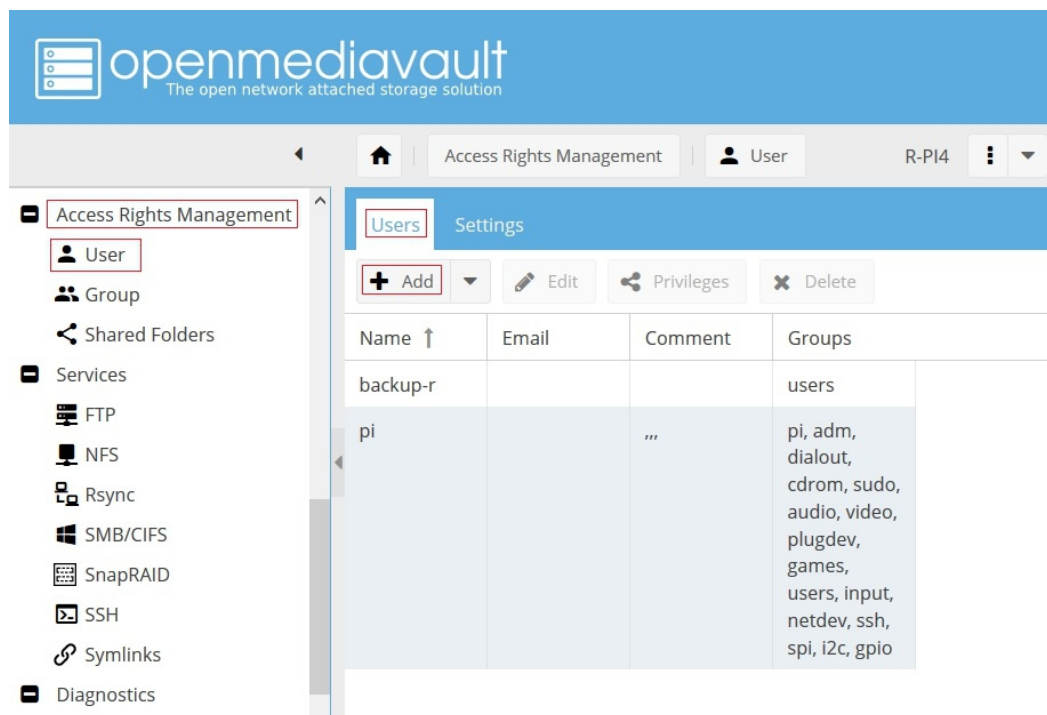 openmediavault
The open network attached storage solution
Access Rights Management
User
R-PI4
Access Rights Management
User
Group
Shared Folders
Services
FTP
NFS
Rsync
SMB/CIFS
SnapRAID
SSH
Symlinks
Diagnostics
Users
Settings
Add
Edit
Privileges
Delete
Name
Email
Comment
Groups
backup-r
users
pi
,,,
pi, adm,
dialout,
cdrom, sudo,
audio, video,
plugdev,
games,
users, input,
netdev, ssh,
spi, i2c, gpio